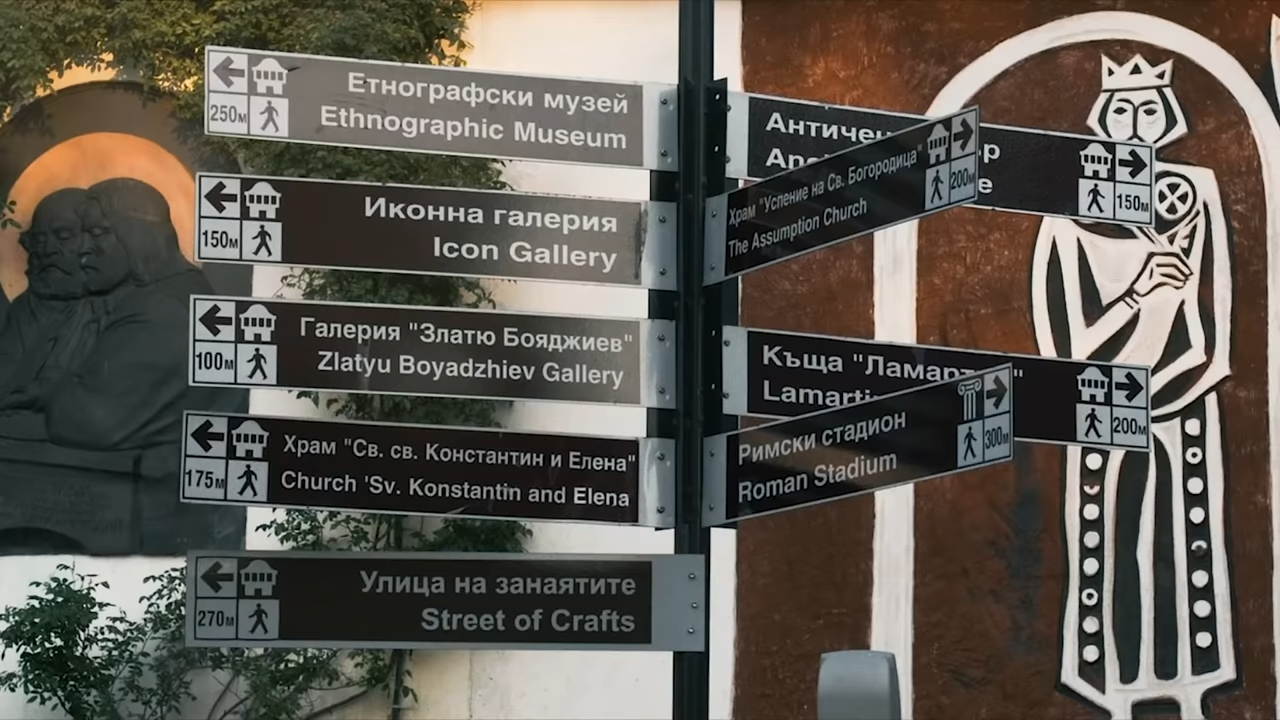 Етнографски музей
Ethnographic Museum
250м
Иконна галерия
Icon Gallery
150м
Галерия "Златю Бояджиев"
Zlatyu Boyadzhiev Gallery
100м
Храм "Св. св. Константин и Елена"
Church 'Sv. Konstantin and Elena
175м
Улица на занаятите
Street of Crafts
270м
150м
Храм "Успение на Св. Богородица"
The Assumption Church
200м
Къща
200м
Римски стадион
Roman Stadium
300м